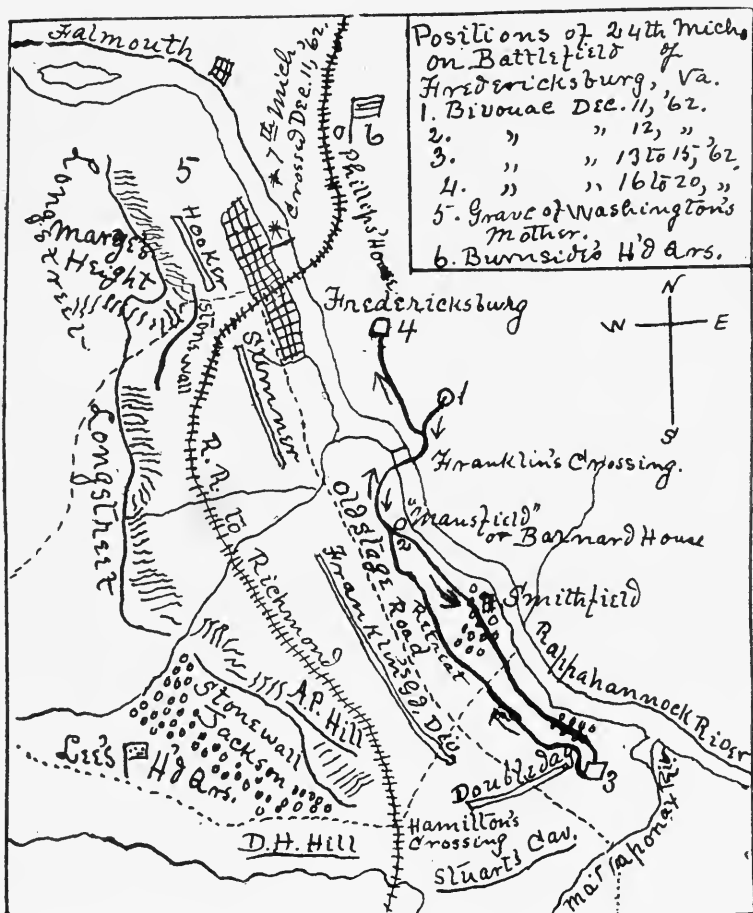 Positions of 24th Mich.
on Battlefield of
Fredericksburg, Va.
1. Bivouac Dec. 11, '62.
2. " " 12, "
3. " " 13 to 15, '62
4. " " 16 to 20, "
5. Grave of Washington's
Mother.
6. Burnside's H'd Qrs.
Falmouth
* 7th Mich.
Crossed Dec. 11, '62.
6
Phillips' House
5
Longstreet
Marye's
Height
Hooker
Stonewall
Sumner
Fredericksburg
4
N
W E
S
1
Franklin's Crossing.
Longstreet
R.R. to
Richmond
Old Stage Road
Retreat
2
"Mansfield"
or Barnard House
Smithfield
Rappahannock River
Franklin's Gd. Div.
A.P. Hill
Stonewall
Jackson
Lee's
H'd Qrs.
Doubleday
3
D.H. Hill
Hamilton's
Crossing
Stuart's Cav.